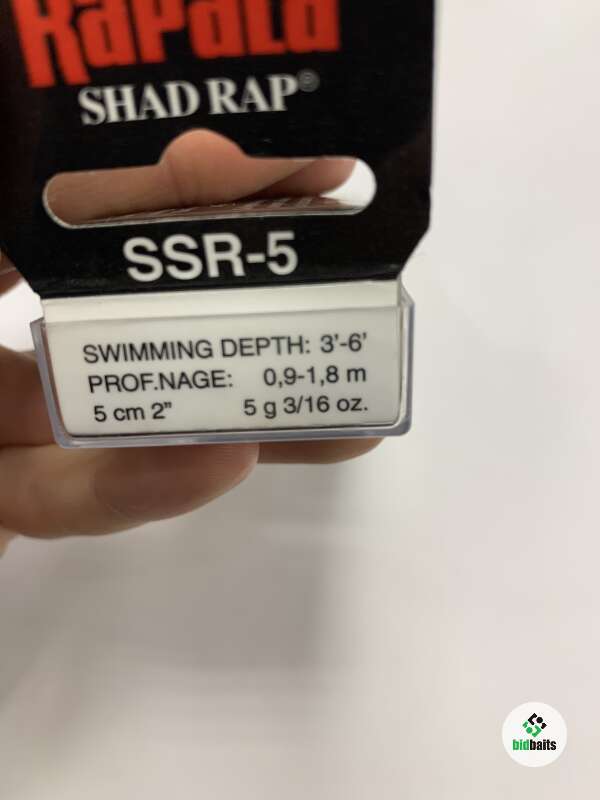 Rapala
SHAD RAP®
SSR-5
SWIMMING DEPTH: 3'-6'
PROF.NAGE: 0,9-1,8 m
5 cm 2" 5 g 3/16 oz.
bidbaits